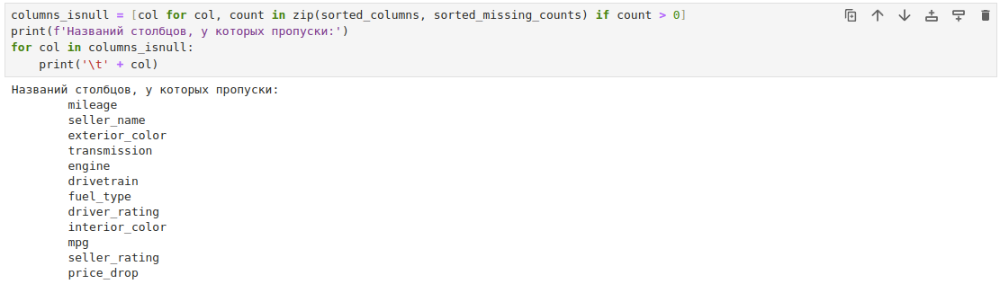 columns_isnull = [col for col, count in zip(sorted_columns, sorted_missing_counts) if count > 0]
print(f'Названий столбцов, у которых пропуски:')
for col in columns_isnull:
    print('\t' + col)
Названий столбцов, у которых пропуски:
        mileage
        seller_name
        exterior_color
        transmission
        engine
        drivetrain
        fuel_type
        driver_rating
        interior_color
        mpg
        seller_rating
        price_drop